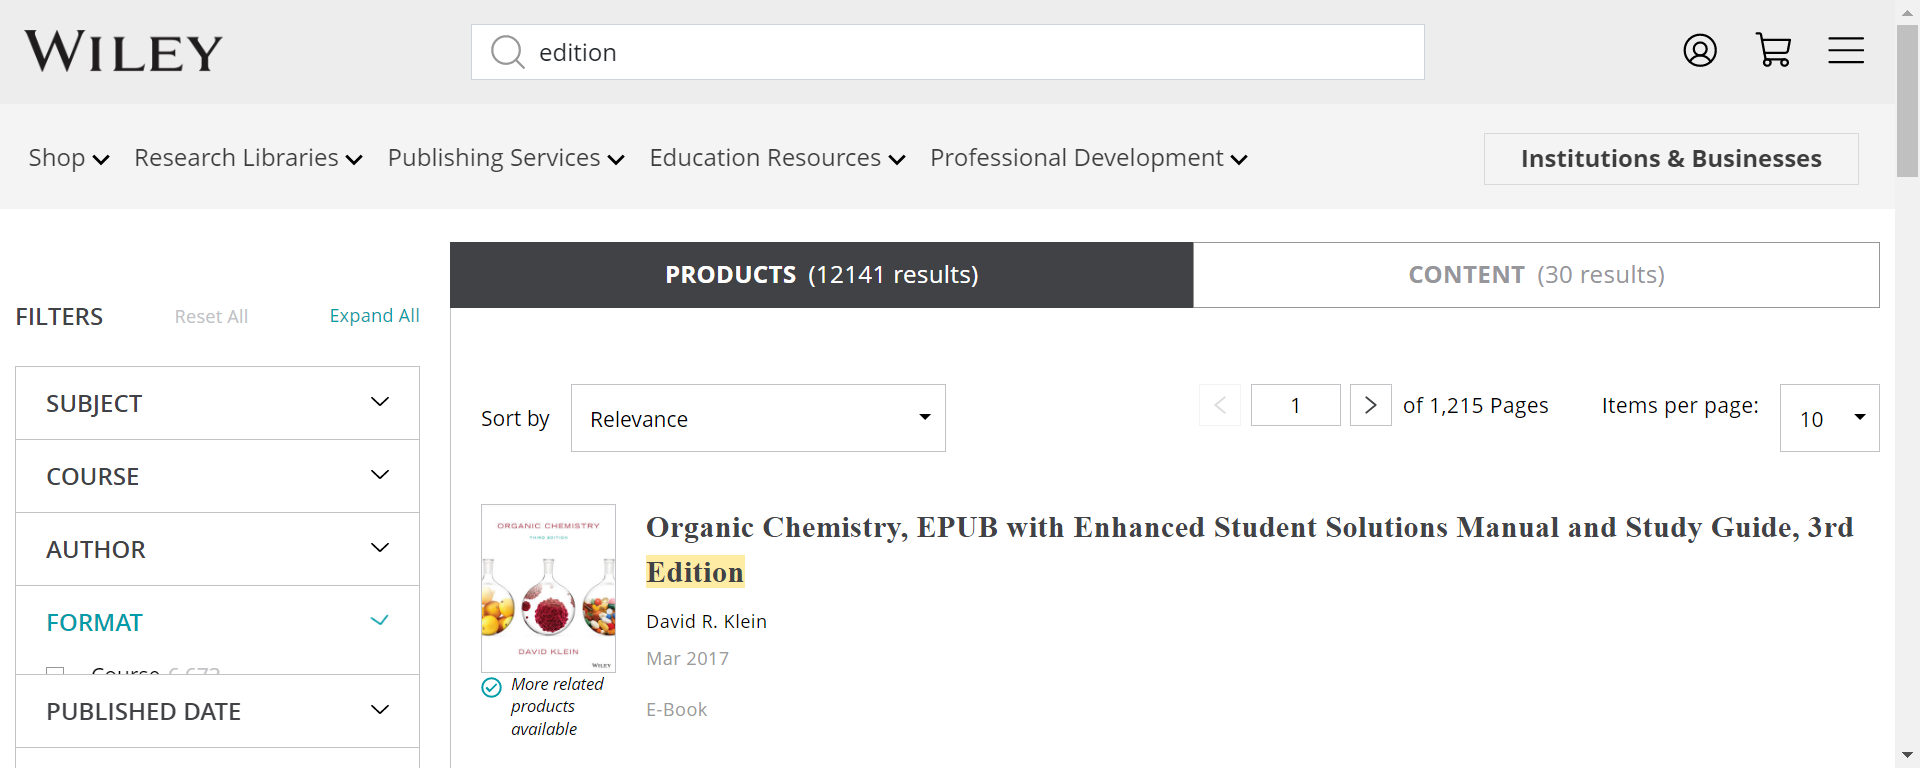 WILEY
edition
Shop
Research Libraries
Publishing Services
Education Resources
Professional Development
Institutions & Businesses
PRODUCTS (12141 results)
CONTENT (30 results)
FILTERS
Reset All
Expand All
SUBJECT
COURSE
AUTHOR
FORMAT
Course 6,673
PUBLISHED DATE
Sort by
Relevance
1
of 1,215 Pages
Items per page:
10
ORGANIC CHEMISTRY
THIRD EDITION
DAVID KLEIN
WILEY
More related
products
available
Organic Chemistry, EPUB with Enhanced Student Solutions Manual and Study Guide, 3rd
Edition
David R. Klein
Mar 2017
E-Book